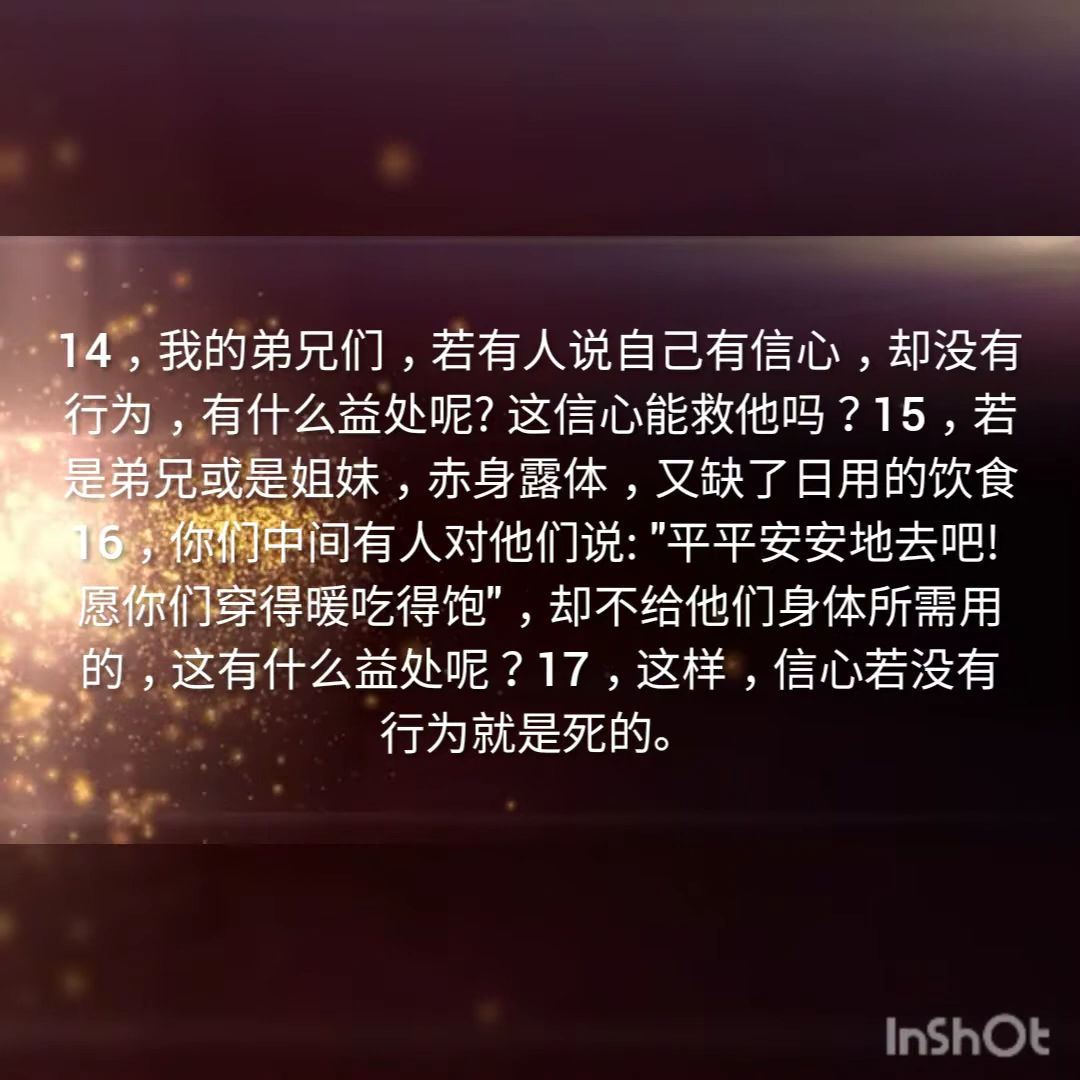 14，我的弟兄们，若有人说自己有信心，却没有
行为，有什么益处呢? 这信心能救他吗？15，若
是弟兄或是姐妹，赤身露体，又缺了日用的饮食
16，你们中间有人对他们说: "平平安安地去吧!
愿你们穿得暖吃得饱"，却不给他们身体所需用
的，这有什么益处呢？17，这样，信心若没有
行为就是死的。
InShOt